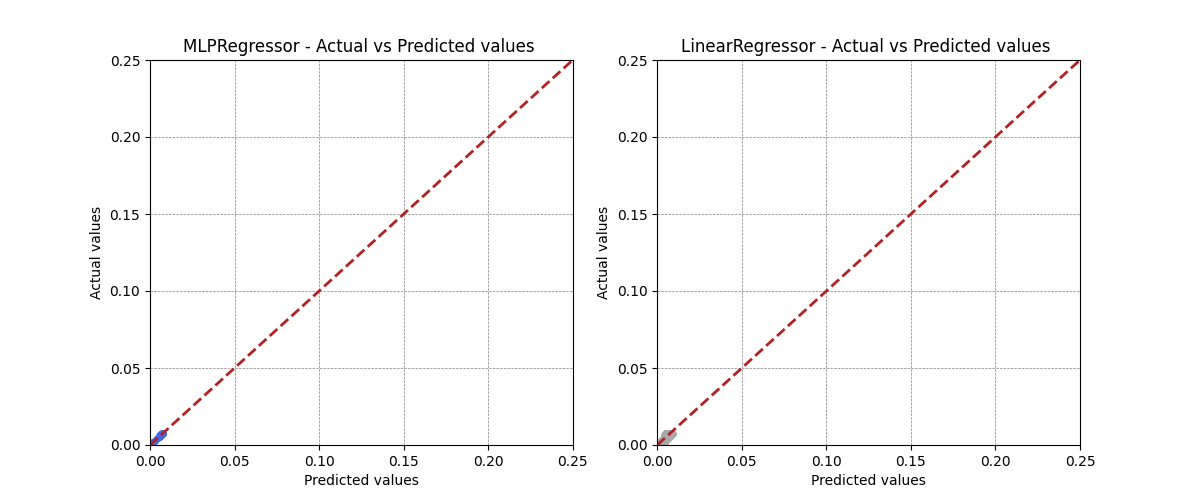 MLPRegressor - Actual vs Predicted values
0.25
0.20
0.15
0.10
0.05
0.00
Actual values
0.00 0.05 0.10 0.15 0.20 0.25
Predicted values
LinearRegressor - Actual vs Predicted values
0.25
0.20
0.15
0.10
0.05
0.00
Actual values
0.00 0.05 0.10 0.15 0.20 0.25
Predicted values